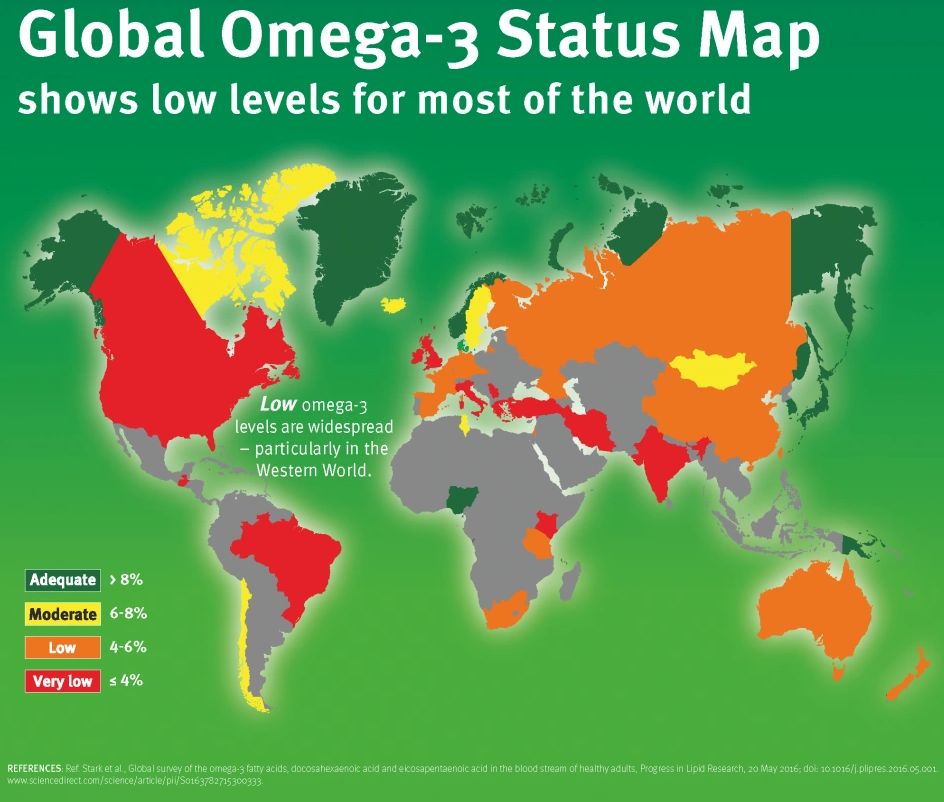 Global Omega-3 Status Map
shows low levels for most of the world
Low omega-3
levels are widespread
– particularly in the
Western World.
Adequate > 8%
Moderate 6-8%
Low 4-6%
Very low ≤ 4%
REFERENCES: Ref. Stark et al., Global survey of the omega-3 fatty acids, docosahexaenoic acid and eicosapentaenoic acid in the blood stream of healthy adults, Progress in Lipid Research, 20 May 2016; doi: 10.1016/j.plipres.2016.05.001.
www.sciencedirect.com/science/article/pii/S0163782715300333.